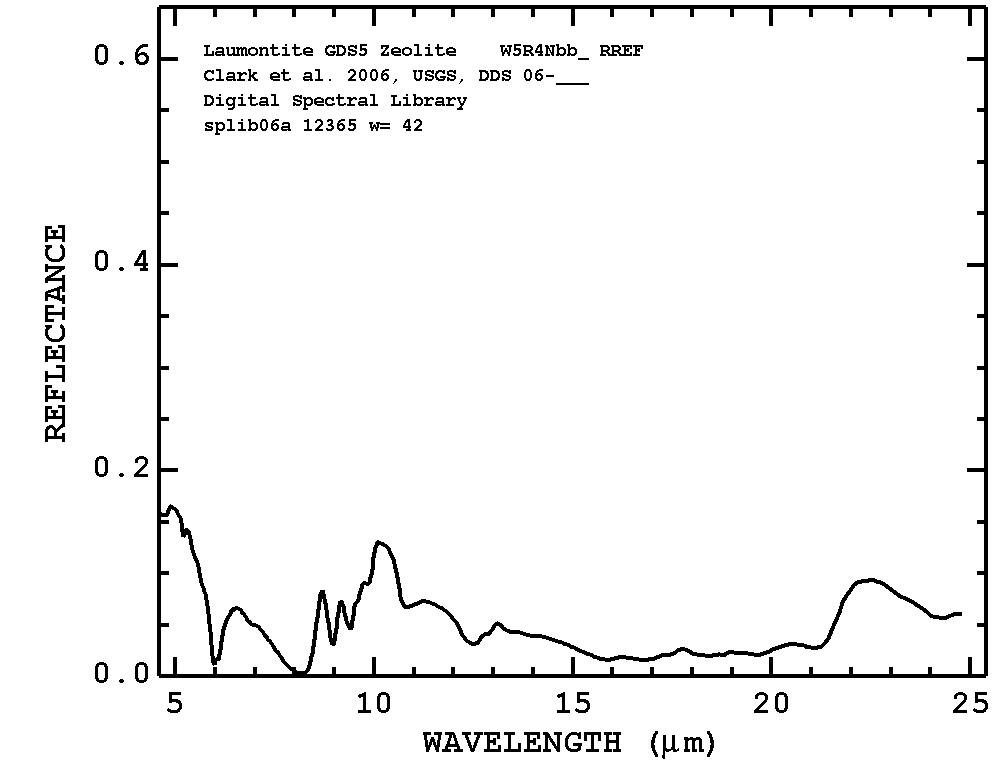 Laumontite GDS5 Zeolite    W5R4Nbb_ RREF
Clark et al. 2006, USGS, DDS 06-___
Digital Spectral Library
splib06a 12365 w= 42
REFLECTANCE
0.6
0.4
0.2
0.0
5 10 15 20 25
WAVELENGTH (μm)